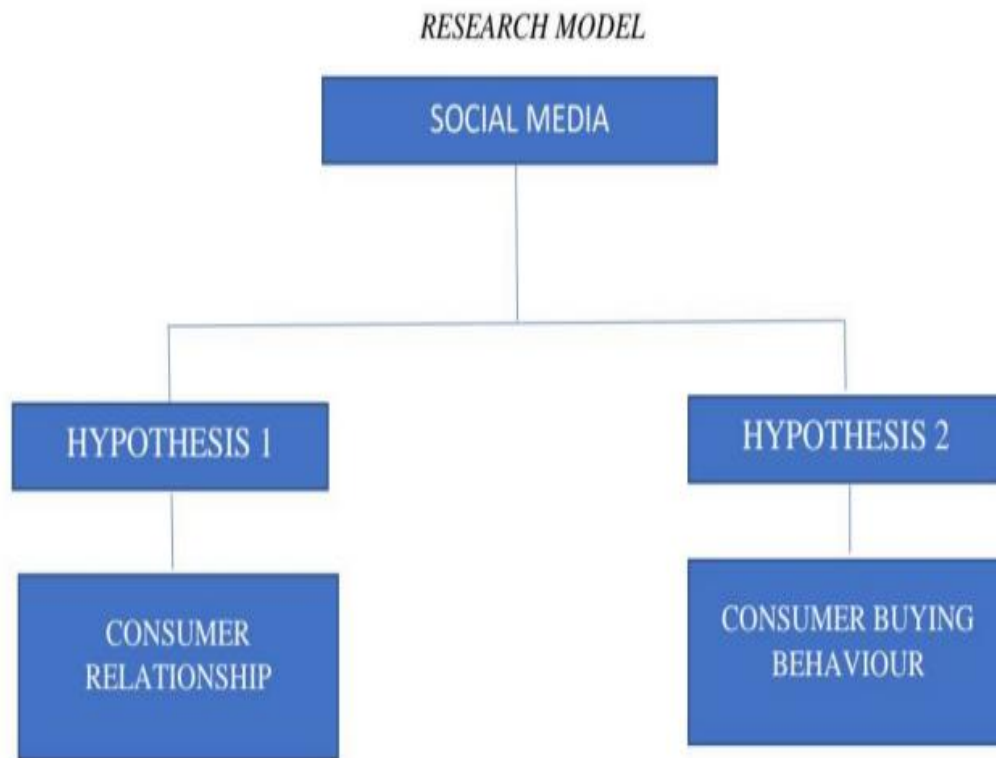 RESEARCH MODEL
SOCIAL MEDIA
HYPOTHESIS 1
HYPOTHESIS 2
CONSUMER
RELATIONSHIP
CONSUMER BUYING
BEHAVIOUR